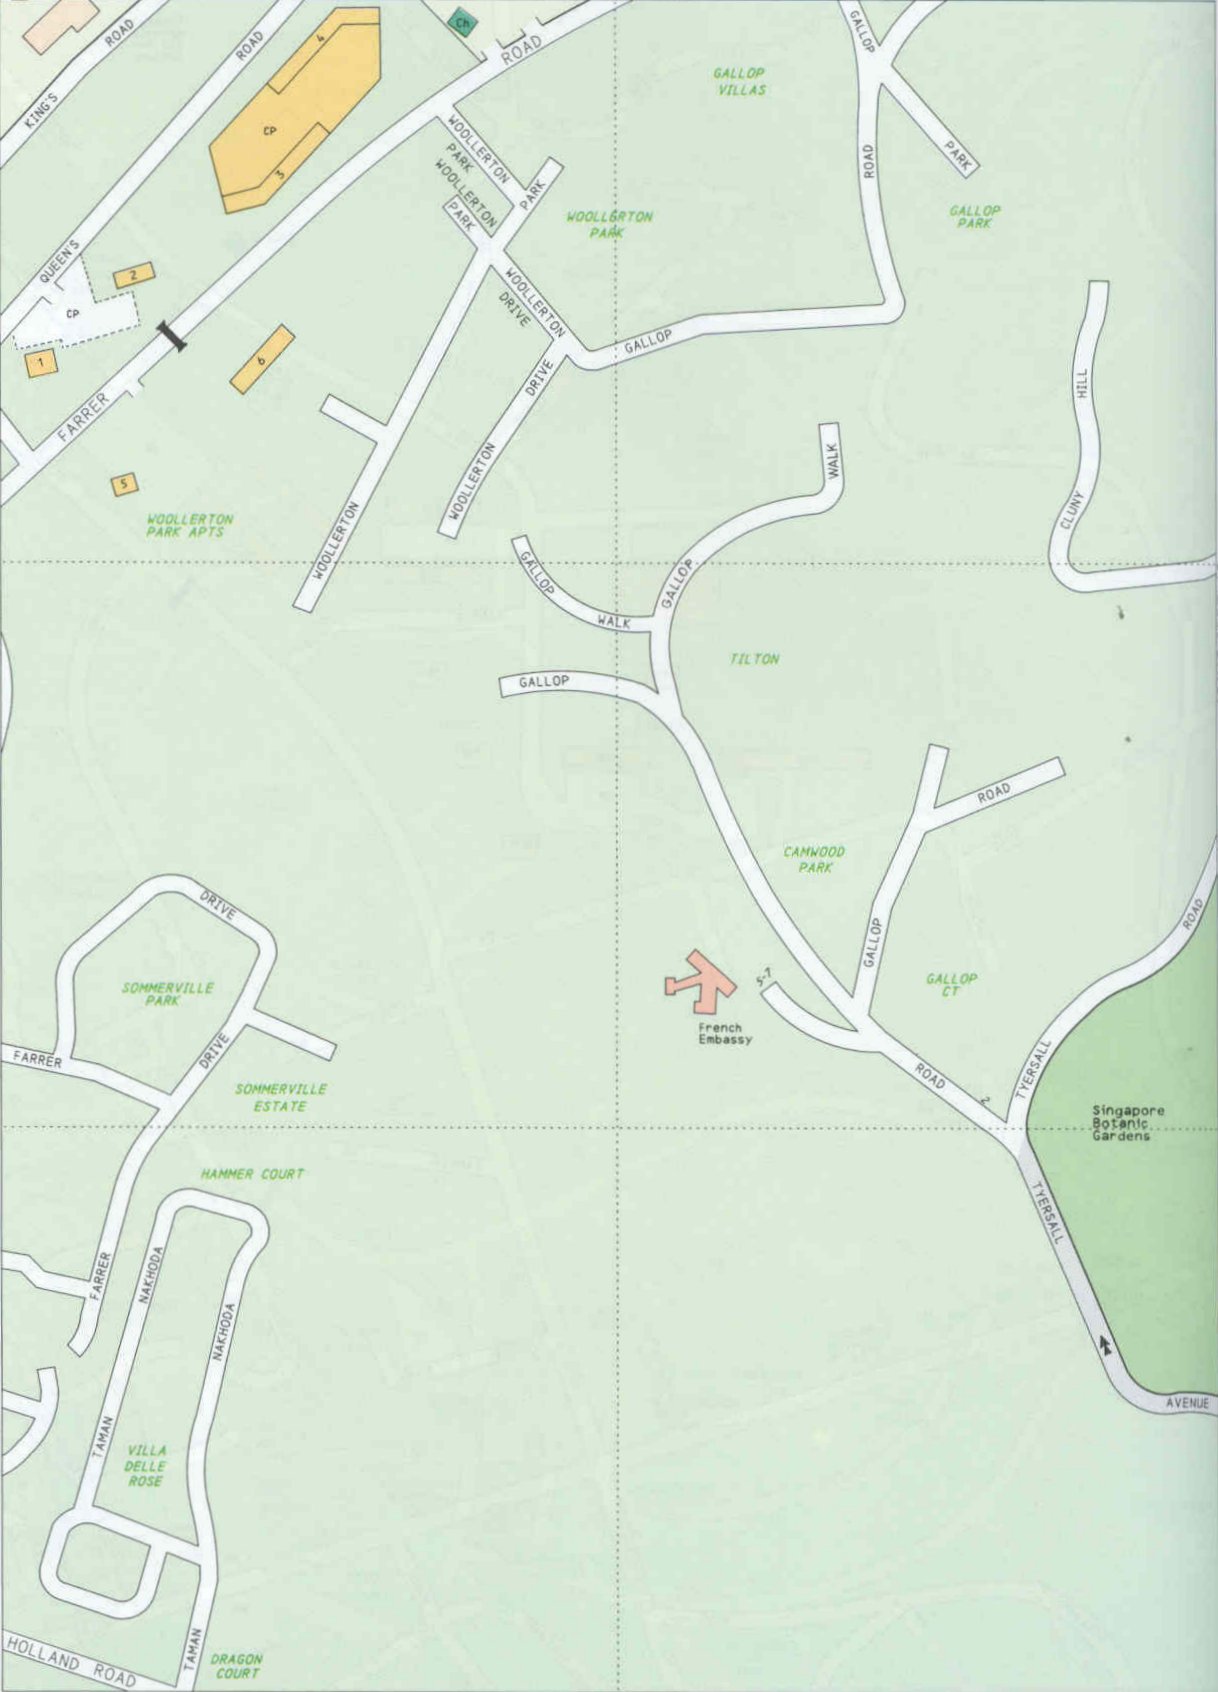 ROAD
KING'S
ROAD
QUEEN'S
4
CP
3
Ch
ROAD
FARRER
2
CP
1
6
5
WOOLLERTON
PARK APTS
WOOLLERTON
PARK
WOOLLERTON
PARK
PARK
WOOLLERTON
WOOLLERTON
DRIVE
WOOLLERTON
DRIVE
WOOLLERTON
PARK
GALLOP
VILLAS
GALLOP
ROAD
PARK
GALLOP
PARK
GALLOP
HILL
CLUNY
WALK
GALLOP
GALLOP
WALK
GALLOP
TILTON
ROAD
CAMWOOD
PARK
GALLOP
GALLOP
CT
5-7
French
Embassy
ROAD
2
TYERSALL
ROAD
Singapore
Botanic
Gardens
TYERSALL
AVENUE
DRIVE
SOMMERVILLE
PARK
FARRER
DRIVE
SOMMERVILLE
ESTATE
HAMMER COURT
FARRER
NAKHODA
NAKHODA
TAMAN
VILLA
DELLE
ROSE
TAMAN
HOLLAND ROAD
DRAGON
COURT